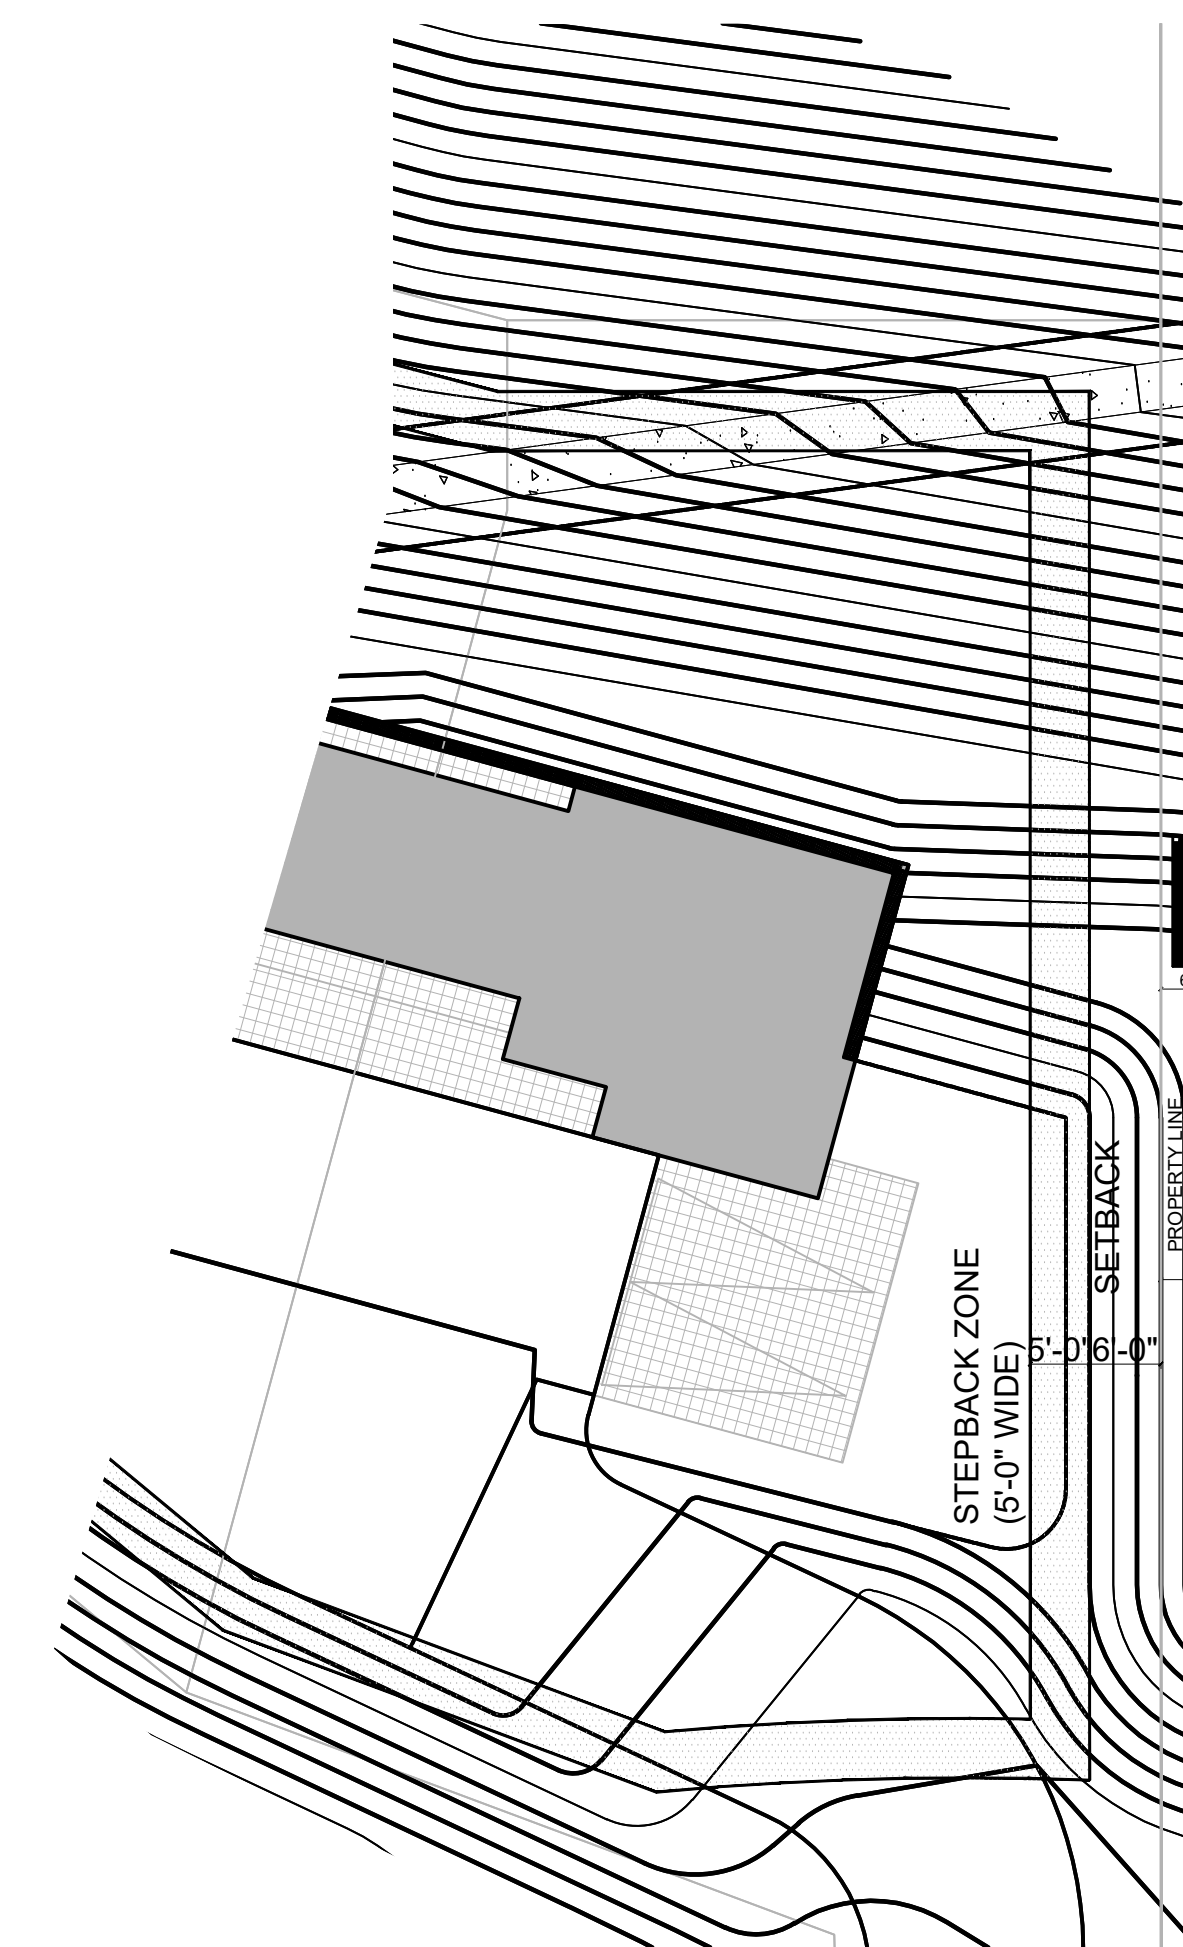 STEPBACK ZONE
(5'-0" WIDE)
SETBACK
PROPERTY LINE
5'-0"
6'-0"